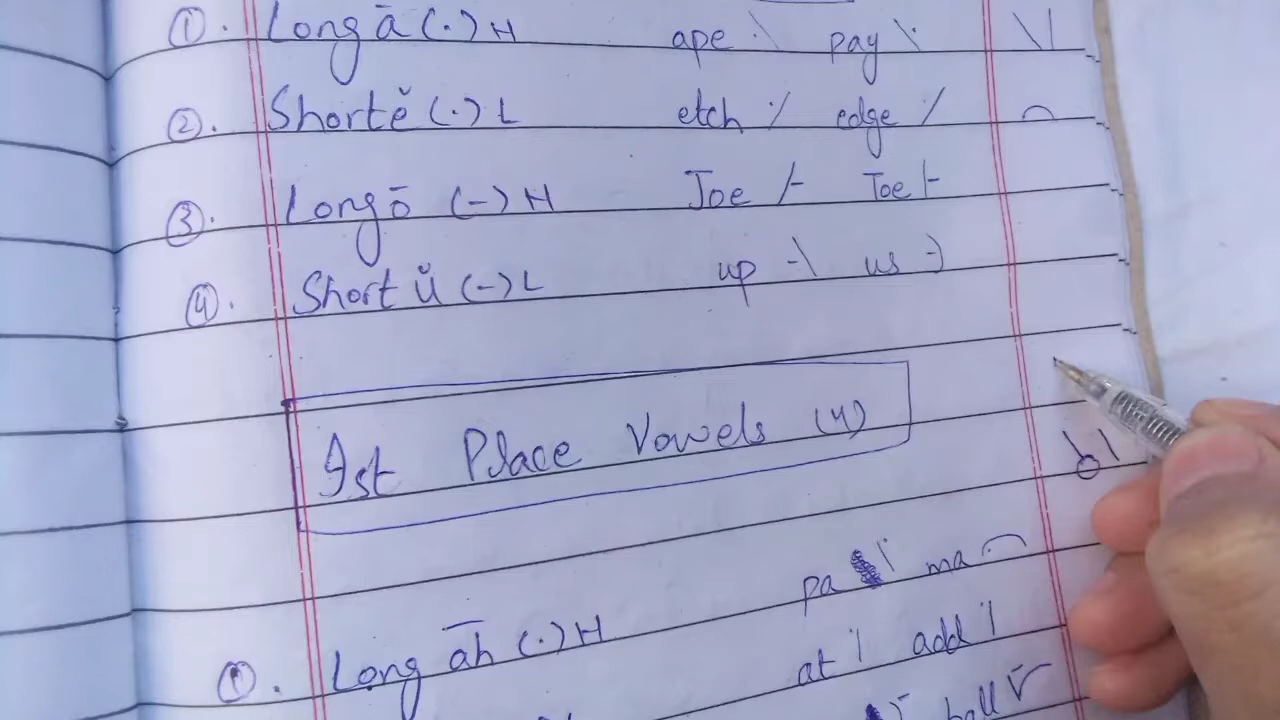 ①. Long ā (·) H ape pay
②. Short ĕ (·) L etch edge
③. Long ō (-) H Joe Toe
④. Short ŭ (-) L up us
Ist Place Vowels (4)
pa ma
①. Long āh (·) H
at add
ball